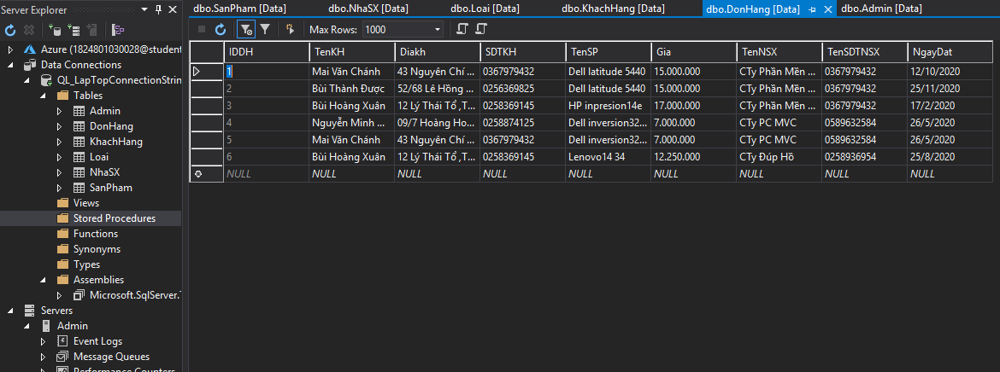 Server Explorer
dbo.SanPham [Data] dbo.NhaSX [Data] dbo.Loai [Data] dbo.KhachHang [Data] dbo.DonHang [Data] dbo.Admin [Data]
Max Rows: 1000
Azure (1824801030028@student
Data Connections
QL_LapTopConnectionString
Tables
Admin
DonHang
KhachHang
Loai
NhaSX
SanPham
Views
Stored Procedures
Functions
Synonyms
Types
Assemblies
Microsoft.SqlServer.
Servers
Admin
Event Logs
Message Queues
Performance Counters
IDDH TenKH Diakh SDTKH TenSP Gia TenNSX TenSDTNSX NgayDat
1 Mai Văn Chánh 43 Nguyên Chí ... 0367979432 Dell latitude 5440 15.000.000 CTy Phần Mền ... 0367979432 12/10/2020
2 Bùi Thành Được 52/68 Lê Hồng ... 0256369825 Dell latitude 5440 15.000.000 CTy Phần Mền ... 0367979432 25/11/2020
3 Bùi Hoàng Xuân 12 Lý Thái Tổ ,T... 0258369145 HP inpresion14e 17.000.000 CTy Phần Mền ... 0367979432 17/2/2020
4 Nguyễn Minh ... 09/7 Hoàng Ho... 0258874125 Dell inversion32... 7.000.000 CTy PC MVC 0589632584 26/5/2020
5 Mai Văn Chánh 43 Nguyên Chí ... 0367979432 Dell inversion32... 7.000.000 CTy PC MVC 0589632584 26/5/2020
6 Bùi Hoàng Xuân 12 Lý Thái Tổ ,T... 0258369145 Lenovo14 34 12.250.000 CTy Đúp Hồ 0258936954 25/8/2020
NULL NULL NULL NULL NULL NULL NULL NULL NULL